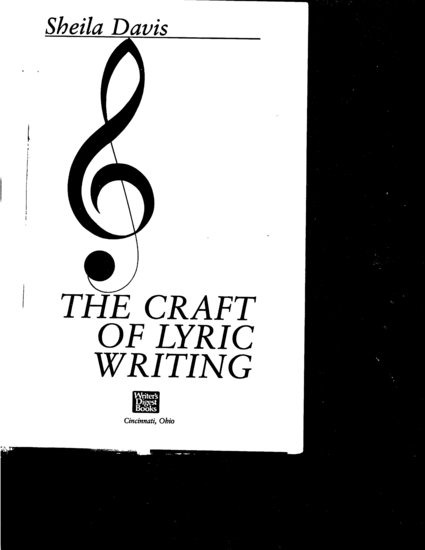 Sheila Davis
THE CRAFT
OF LYRIC
WRITING
Writer's
Digest
Books
Cincinnati, Ohio